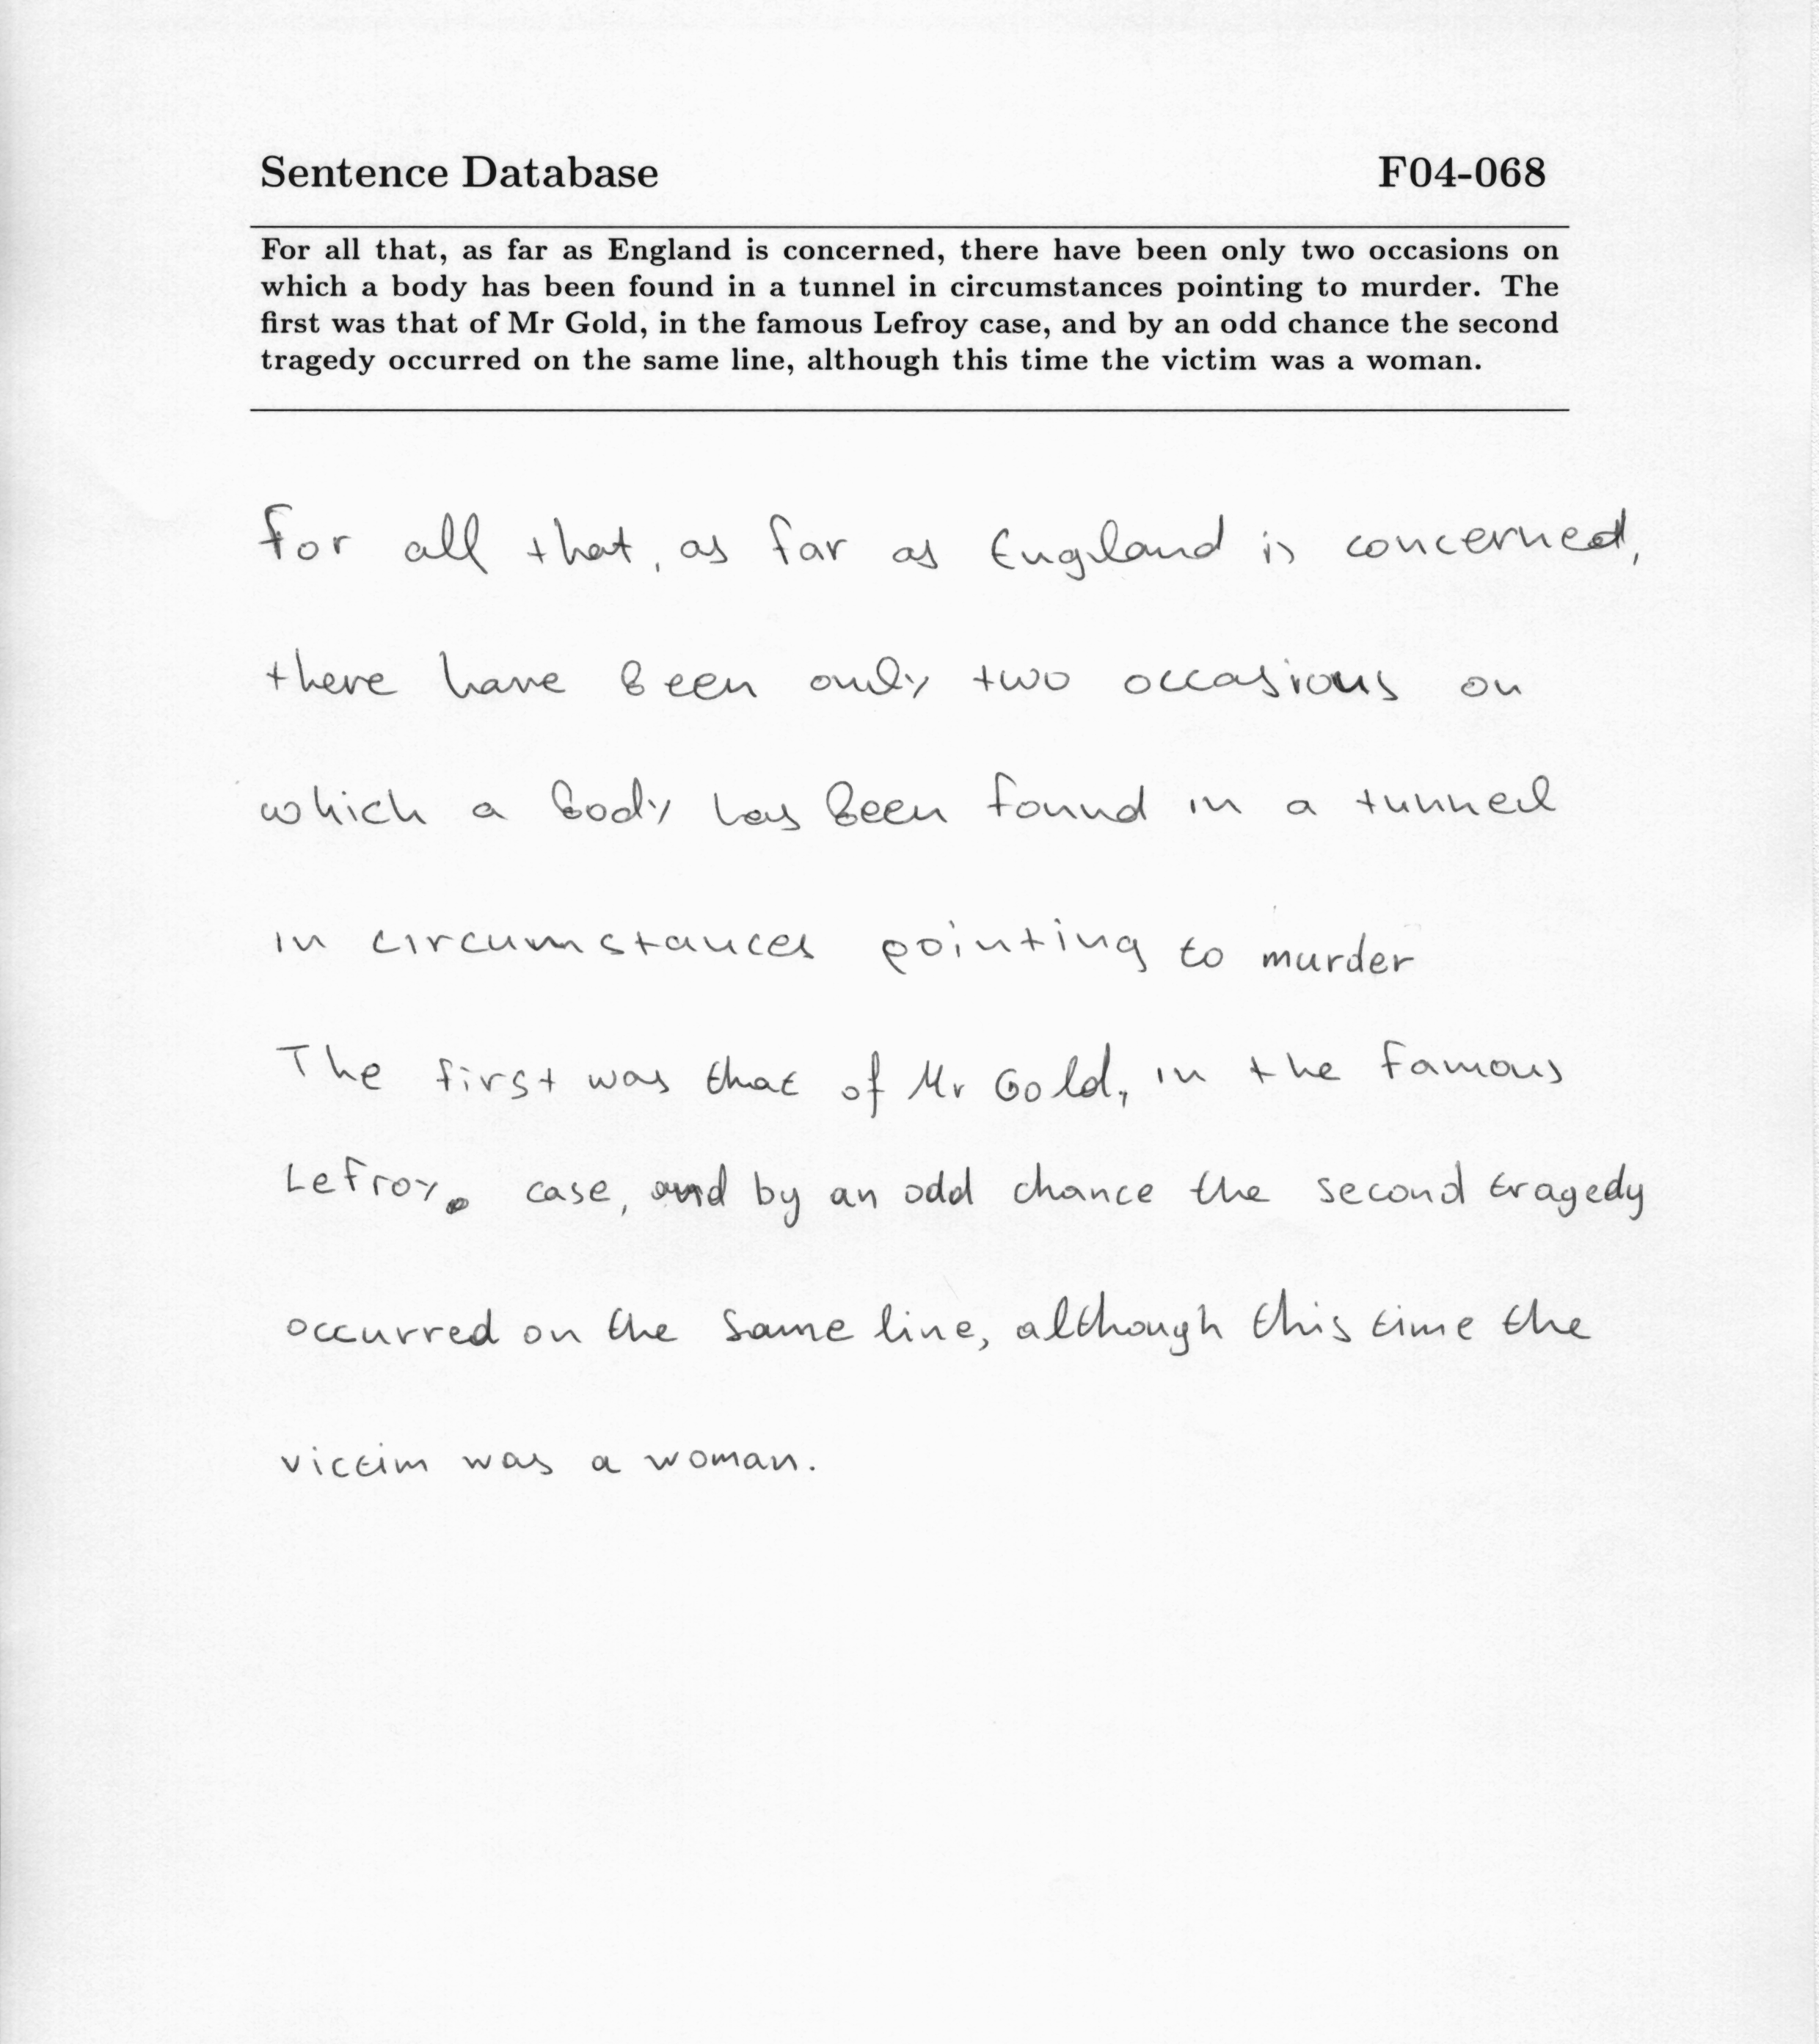 Sentence Database F04-068
For all that, as far as England is concerned, there have been only two occasions on
which a body has been found in a tunnel in circumstances pointing to murder. The
first was that of Mr Gold, in the famous Lefroy case, and by an odd chance the second
tragedy occurred on the same line, although this time the victim was a woman.
for all that, as far as England is concerned,
there have been only two occasions on
which a body has been found in a tunnel
in circumstances pointing to murder
The first was that of Mr Gold, in the famous
Lefroy. case, and by an odd chance the second tragedy
occurred on the same line, although this time the
victim was a woman.